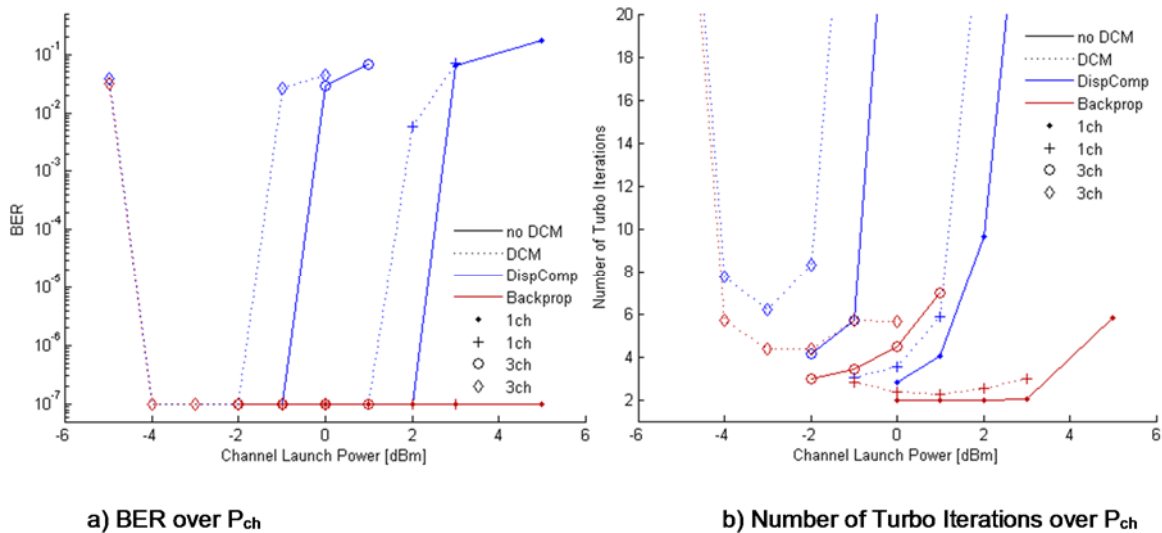 10⁻¹
10⁻²
10⁻³
10⁻⁴
10⁻⁵
10⁻⁶
10⁻⁷
BER
-6 -4 -2 0 2 4 6
Channel Launch Power [dBm]
no DCM
DCM
DispComp
Backprop
1ch
1ch
3ch
3ch
a) BER over Pch
20
18
16
14
12
10
8
6
4
2
Number of Turbo Iterations
-6 -4 -2 0 2 4 6
Channel Launch Power [dBm]
no DCM
DCM
DispComp
Backprop
1ch
1ch
3ch
3ch
b) Number of Turbo Iterations over Pch